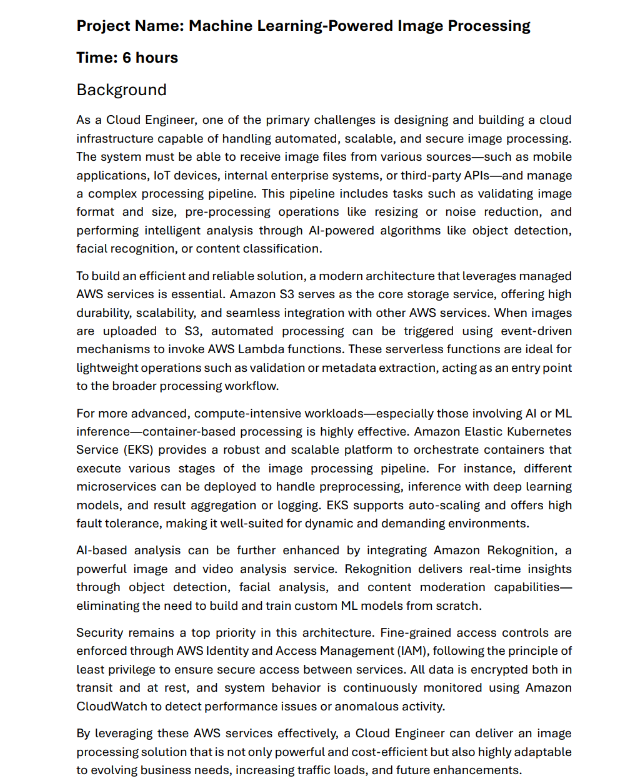 Project Name: Machine Learning-Powered Image Processing
Time: 6 hours
Background
As a Cloud Engineer, one of the primary challenges is designing and building a cloud
infrastructure capable of handling automated, scalable, and secure image processing.
The system must be able to receive image files from various sources—such as mobile
applications, IoT devices, internal enterprise systems, or third-party APIs—and manage
a complex processing pipeline. This pipeline includes tasks such as validating image
format and size, pre-processing operations like resizing or noise reduction, and
performing intelligent analysis through AI-powered algorithms like object detection,
facial recognition, or content classification.
To build an efficient and reliable solution, a modern architecture that leverages managed
AWS services is essential. Amazon S3 serves as the core storage service, offering high
durability, scalability, and seamless integration with other AWS services. When images
are uploaded to S3, automated processing can be triggered using event-driven
mechanisms to invoke AWS Lambda functions. These serverless functions are ideal for
lightweight operations such as validation or metadata extraction, acting as an entry point
to the broader processing workflow.
For more advanced, compute-intensive workloads—especially those involving AI or ML
inference—container-based processing is highly effective. Amazon Elastic Kubernetes
Service (EKS) provides a robust and scalable platform to orchestrate containers that
execute various stages of the image processing pipeline. For instance, different
microservices can be deployed to handle preprocessing, inference with deep learning
models, and result aggregation or logging. EKS supports auto-scaling and offers high
fault tolerance, making it well-suited for dynamic and demanding environments.
AI-based analysis can be further enhanced by integrating Amazon Rekognition, a
powerful image and video analysis service. Rekognition delivers real-time insights
through object detection, facial analysis, and content moderation capabilities—
eliminating the need to build and train custom ML models from scratch.
Security remains a top priority in this architecture. Fine-grained access controls are
enforced through AWS Identity and Access Management (IAM), following the principle of
least privilege to ensure secure access between services. All data is encrypted both in
transit and at rest, and system behavior is continuously monitored using Amazon
CloudWatch to detect performance issues or anomalous activity.
By leveraging these AWS services effectively, a Cloud Engineer can deliver an image
processing solution that is not only powerful and cost-efficient but also highly adaptable
to evolving business needs, increasing traffic loads, and future enhancements.